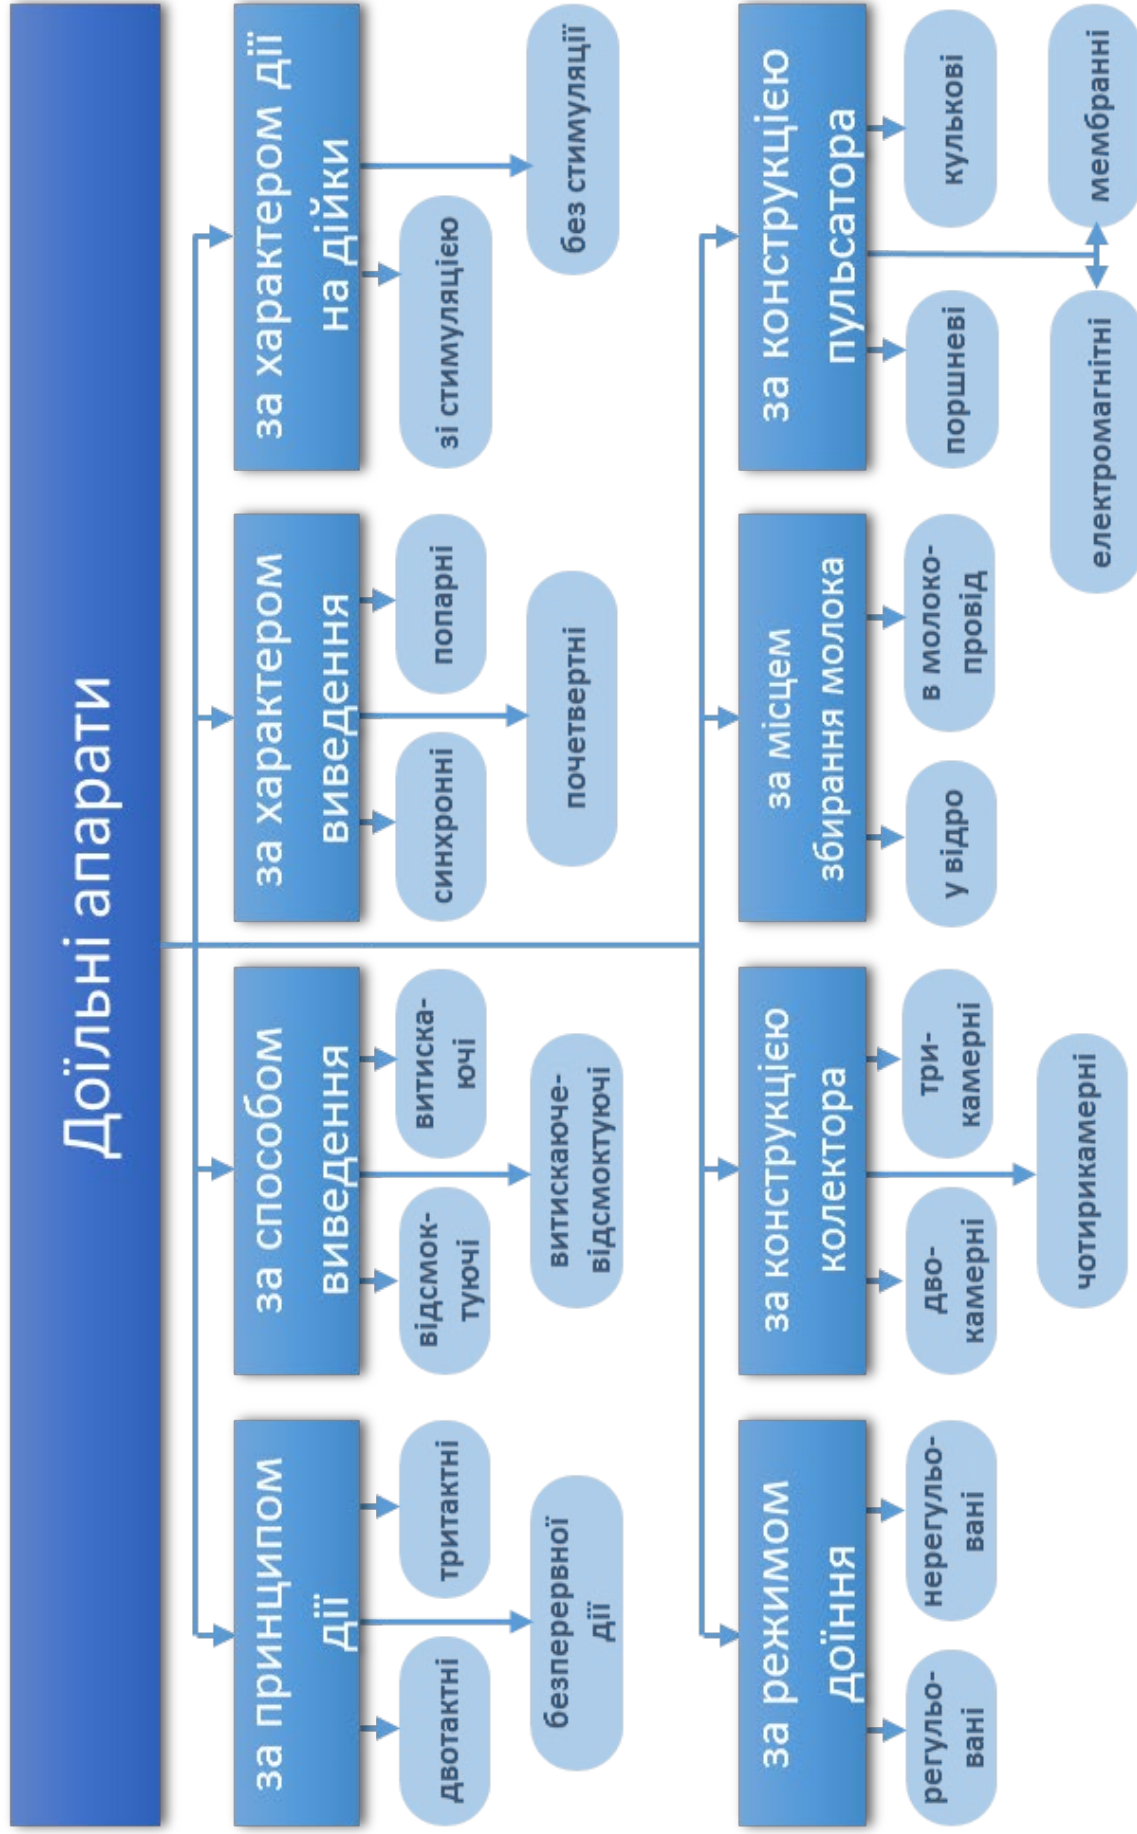 Доїльні апарати
за принципом
дії
двотактні
тритактні
безперервної
дії
за способом
виведення
відсмок-
туючі
витиска-
ючі
витискаюче-
відсмоктуючі
за характером
виведення
синхронні
попарні
почетвертні
за характером дії
на дійки
зі стимуляцією
без стимуляції
за режимом
доїння
регульо-
вані
нерегульо-
вані
за конструкцією
колектора
дво-
камерні
три-
камерні
чотирикамерні
за місцем
збирання молока
у відро
в молоко-
провід
за конструкцією
пульсатора
поршневі
кулькові
електромагнітні
мембранні